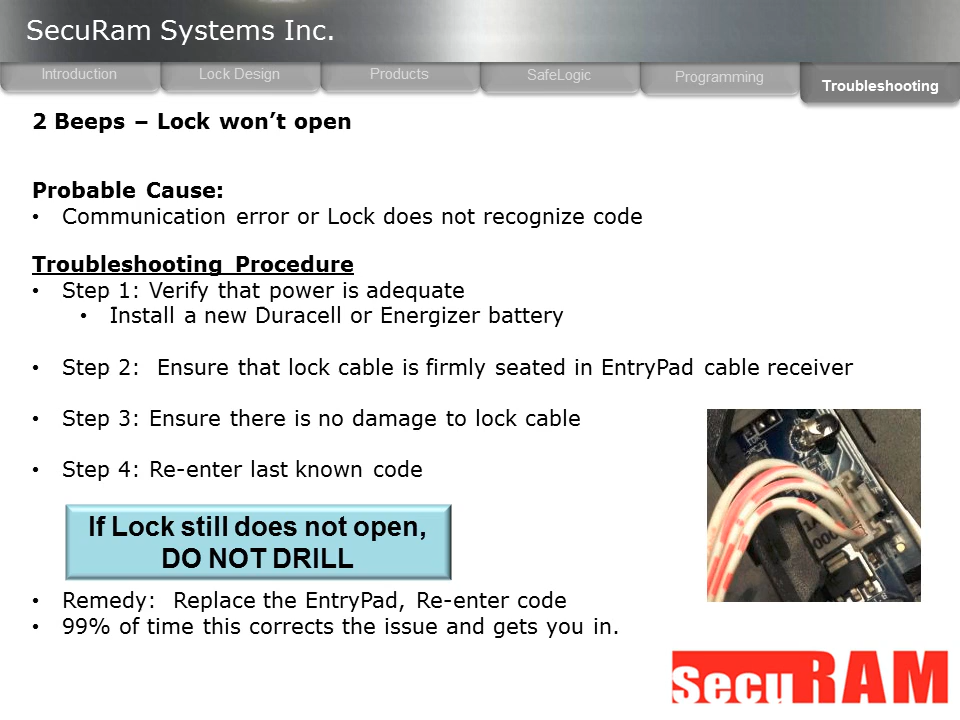 SecuRam Systems Inc.
Introduction
Lock Design
Products
SafeLogic
Programming
Troubleshooting
2 Beeps – Lock won’t open
Probable Cause:
• Communication error or Lock does not recognize code
Troubleshooting Procedure
• Step 1: Verify that power is adequate
• Install a new Duracell or Energizer battery
• Step 2:  Ensure that lock cable is firmly seated in EntryPad cable receiver
• Step 3: Ensure there is no damage to lock cable
• Step 4: Re-enter last known code
If Lock still does not open,
DO NOT DRILL
• Remedy:  Replace the EntryPad, Re-enter code
• 99% of time this corrects the issue and gets you in.
SecuRAM